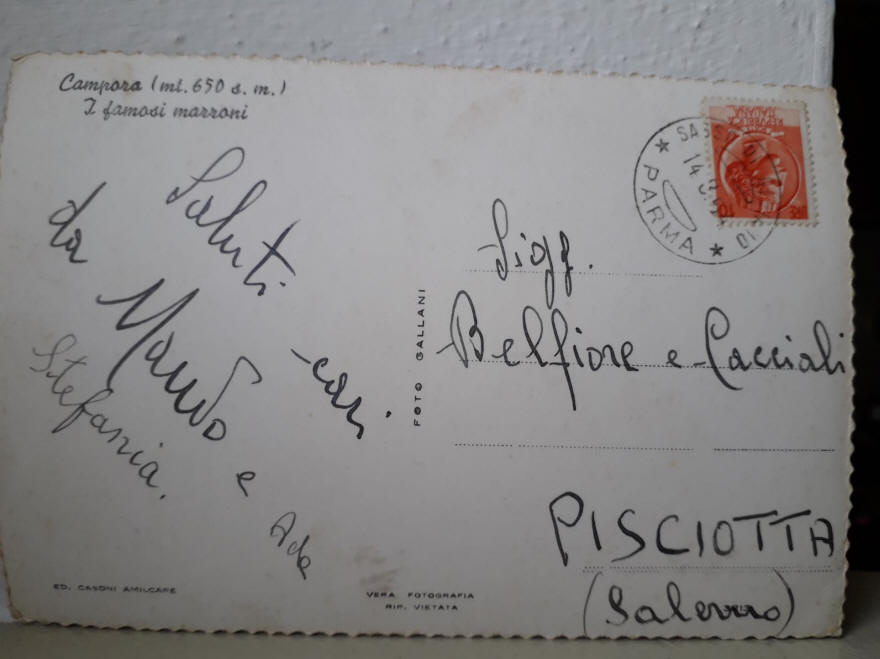 Campora (mt. 650 s. m.)
I famosi marroni
Saluti cari
da
e Ada
Stefania.
FOTO GALLANI
Sigg.
Belfiore e Cacciali
PISCIOTTA
(Salerno)
PARMA
14
ED. CASONI AMILCARE
VERA FOTOGRAFIA
RIP. VIETATA